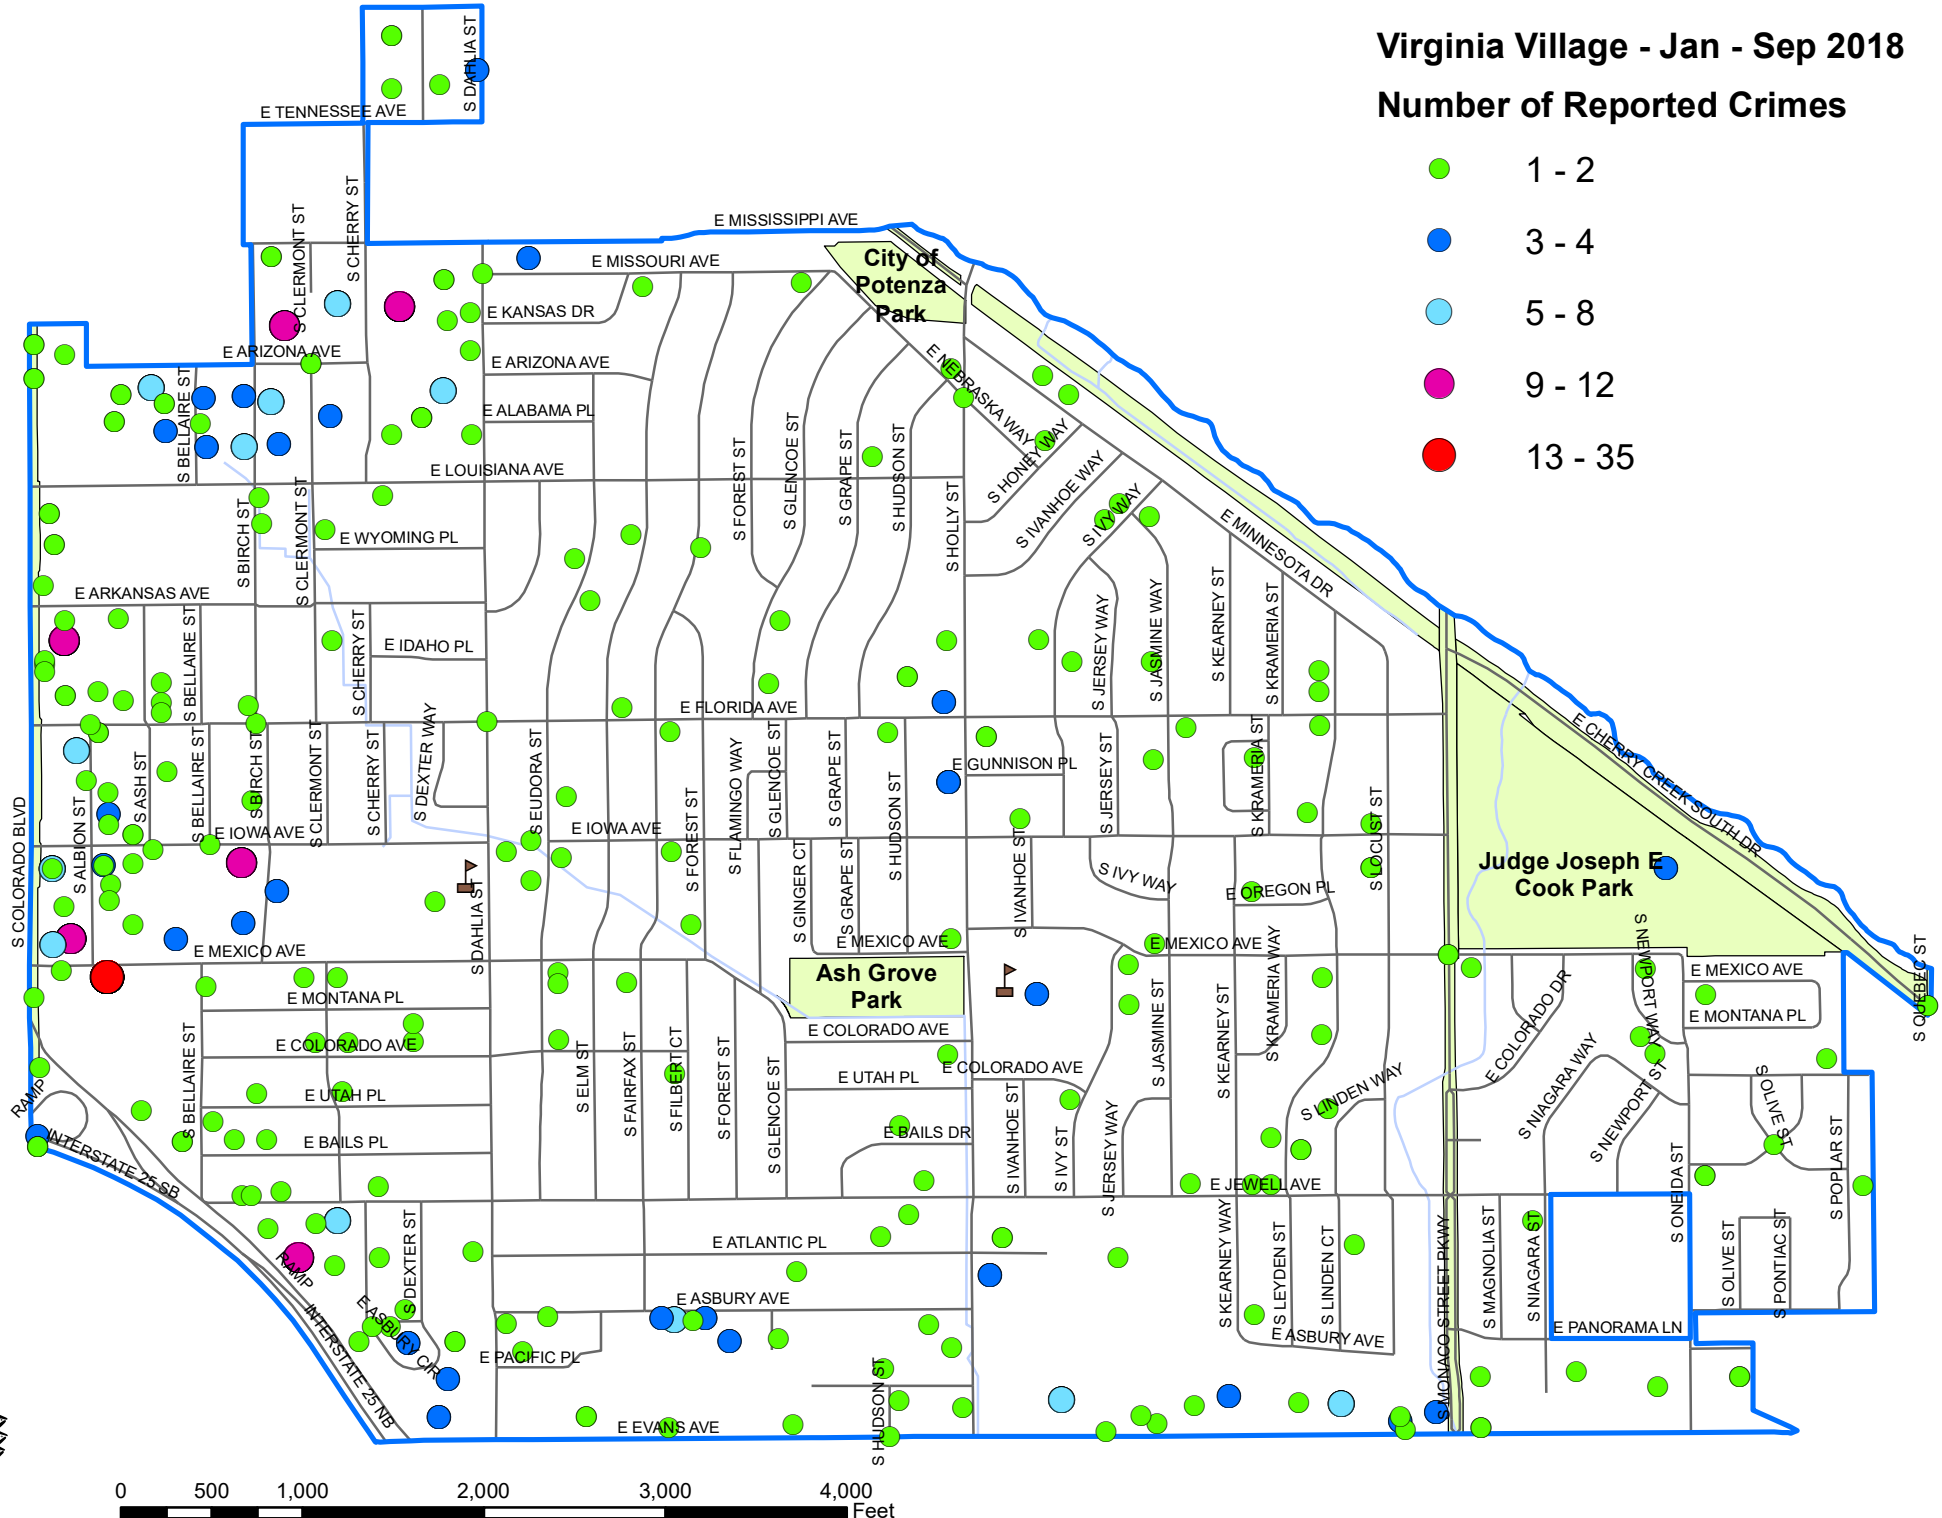 Virginia Village - Jan - Sep 2018
Number of Reported Crimes
1 - 2
3 - 4
5 - 8
9 - 12
13 - 35
S DAHLIA ST
E TENNESSEE AVE
S CLERMONT ST
S CHERRY ST
E MISSISSIPPI AVE
E MISSOURI AVE
City of
Potenza
Park
E KANSAS DR
E ARIZONA AVE
E ARIZONA AVE
E NEBRASKA WAY
S BELLAIRE ST
E ALABAMA PL
E LOUISIANA AVE
S FOREST ST
S GLENCOE ST
S GRAPE ST
S HUDSON ST
S HOLLY ST
S HONEY WAY
S IVANHOE WAY
S IVY WAY
E MINNESOTA DR
S BIRCH ST
S CLERMONT ST
E WYOMING PL
E ARKANSAS AVE
S BELLAIRE ST
S CHERRY ST
E IDAHO PL
S JERSEY WAY
S JASMINE WAY
S KEARNEY ST
S KRAMERIA ST
E FLORIDA AVE
E CHERRY CREEK SOUTH DR
S COLORADO BLVD
S ALBION ST
S ASH ST
S BELLAIRE ST
S BIRCH ST
S CLERMONT ST
S CHERRY ST
S DEXTER WAY
S EUDORA ST
S FOREST ST
S FLAMINGO WAY
S GLENCOE ST
S GRAPE ST
S HUDSON ST
E GUNNISON PL
S JERSEY ST
S KRAMERIA ST
S LOCUST ST
E IOWA AVE
E IOWA AVE
S DAHLIA ST
S GINGER CT
S GRAPE ST
S IVANHOE ST
S IVY WAY
E OREGON PL
Judge Joseph E
Cook Park
E MEXICO AVE
E MEXICO AVE
E MEXICO AVE
S KRAMERIA WAY
S NEWPORT WAY
E MEXICO AVE
S QUEBEC ST
Ash Grove
Park
E MONTANA PL
E MONTANA PL
E COLORADO AVE
E COLORADO AVE
E COLORADO AVE
E COLORADO DR
S BELLAIRE ST
S ELM ST
S FAIRFAX ST
S FILBERT CT
S FOREST ST
S GLENCOE ST
S JASMINE ST
S KEARNEY ST
S NIAGARA WAY
S NEWPORT ST
S OLIVE ST
RAMP
E UTAH PL
E UTAH PL
S LINDEN WAY
E BAILS PL
E BAILS DR
S IVANHOE ST
S IVY ST
S JERSEY WAY
S ONEIDA ST
S POPLAR ST
INTERSTATE 25 SB
E JEWELL AVE
RAMP
S DEXTER ST
E ATLANTIC PL
S KEARNEY WAY
S LEYDEN ST
S LINDEN CT
S MONACO STREET PKWY
S MAGNOLIA ST
S NIAGARA ST
S OLIVE ST
S PONTIAC ST
E ASBURY AVE
E ASBURY CIR
INTERSTATE 25 NB
E PACIFIC PL
E ASBURY AVE
E PANORAMA LN
S HUDSON ST
E EVANS AVE
0 500 1,000 2,000 3,000 4,000
Feet